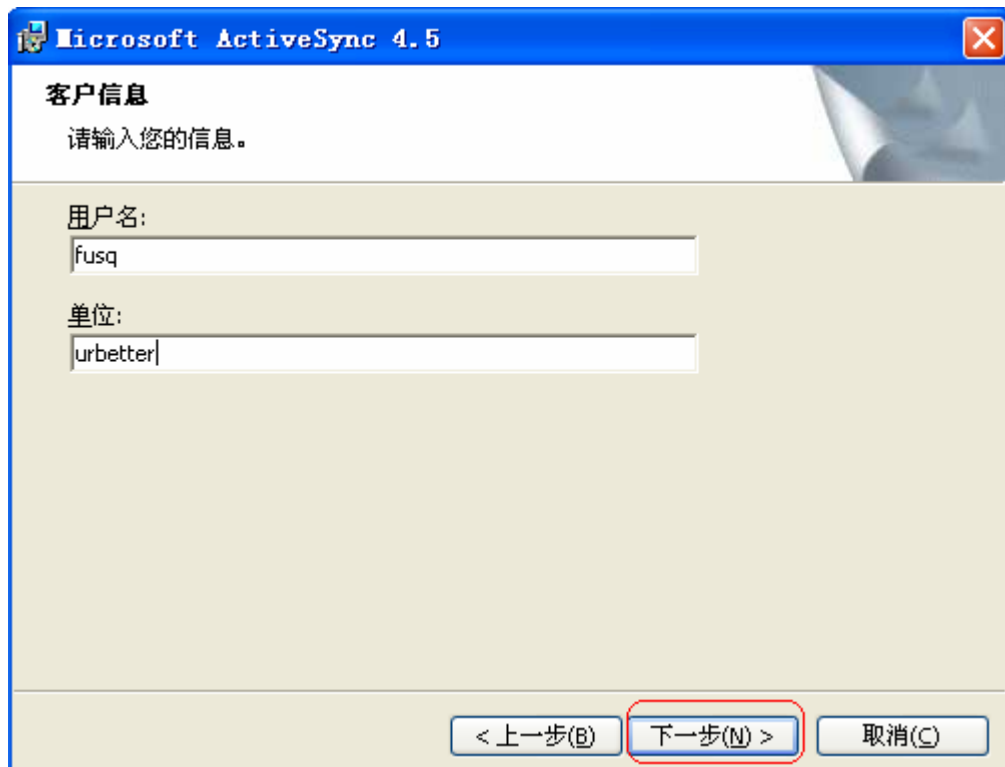 Microsoft ActiveSync 4.5
客户信息
请输入您的信息。
用户名:
fusq
单位:
urbetter
< 上一步(B) 下一步(N) > 取消(C)